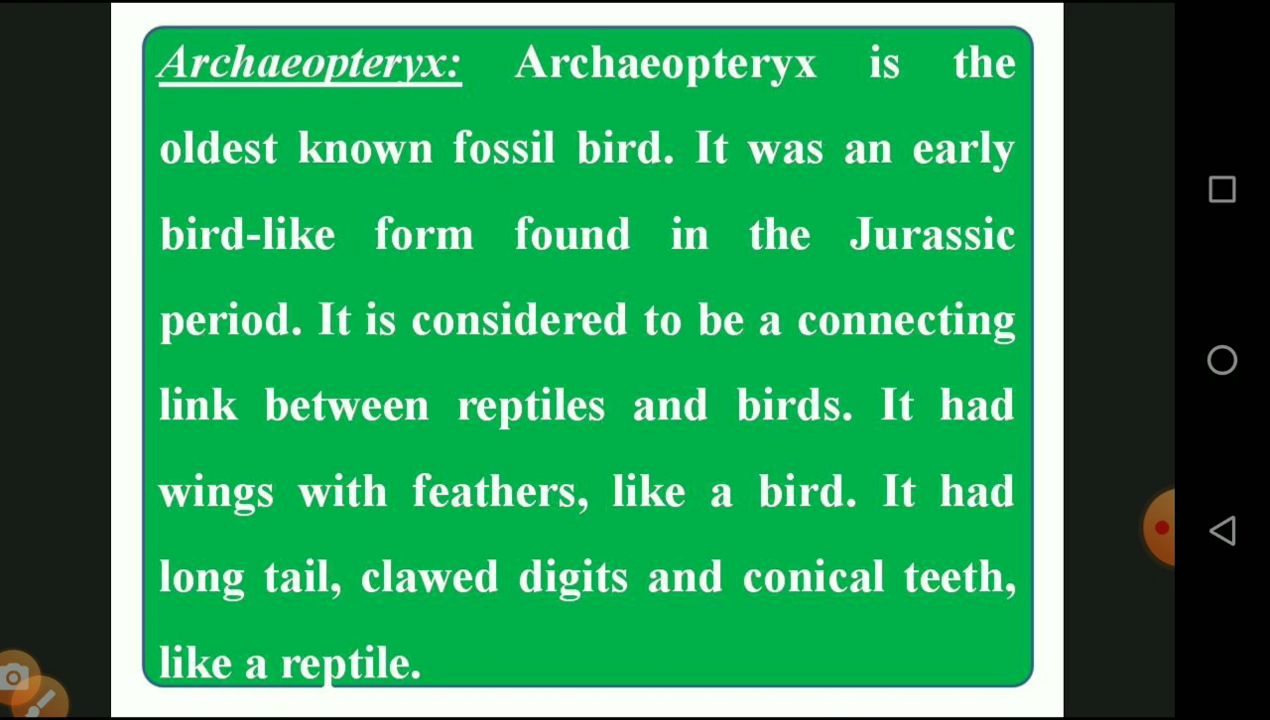 Archaeopteryx: Archaeopteryx is the
oldest known fossil bird. It was an early
bird-like form found in the Jurassic
period. It is considered to be a connecting
link between reptiles and birds. It had
wings with feathers, like a bird. It had
long tail, clawed digits and conical teeth,
like a reptile.